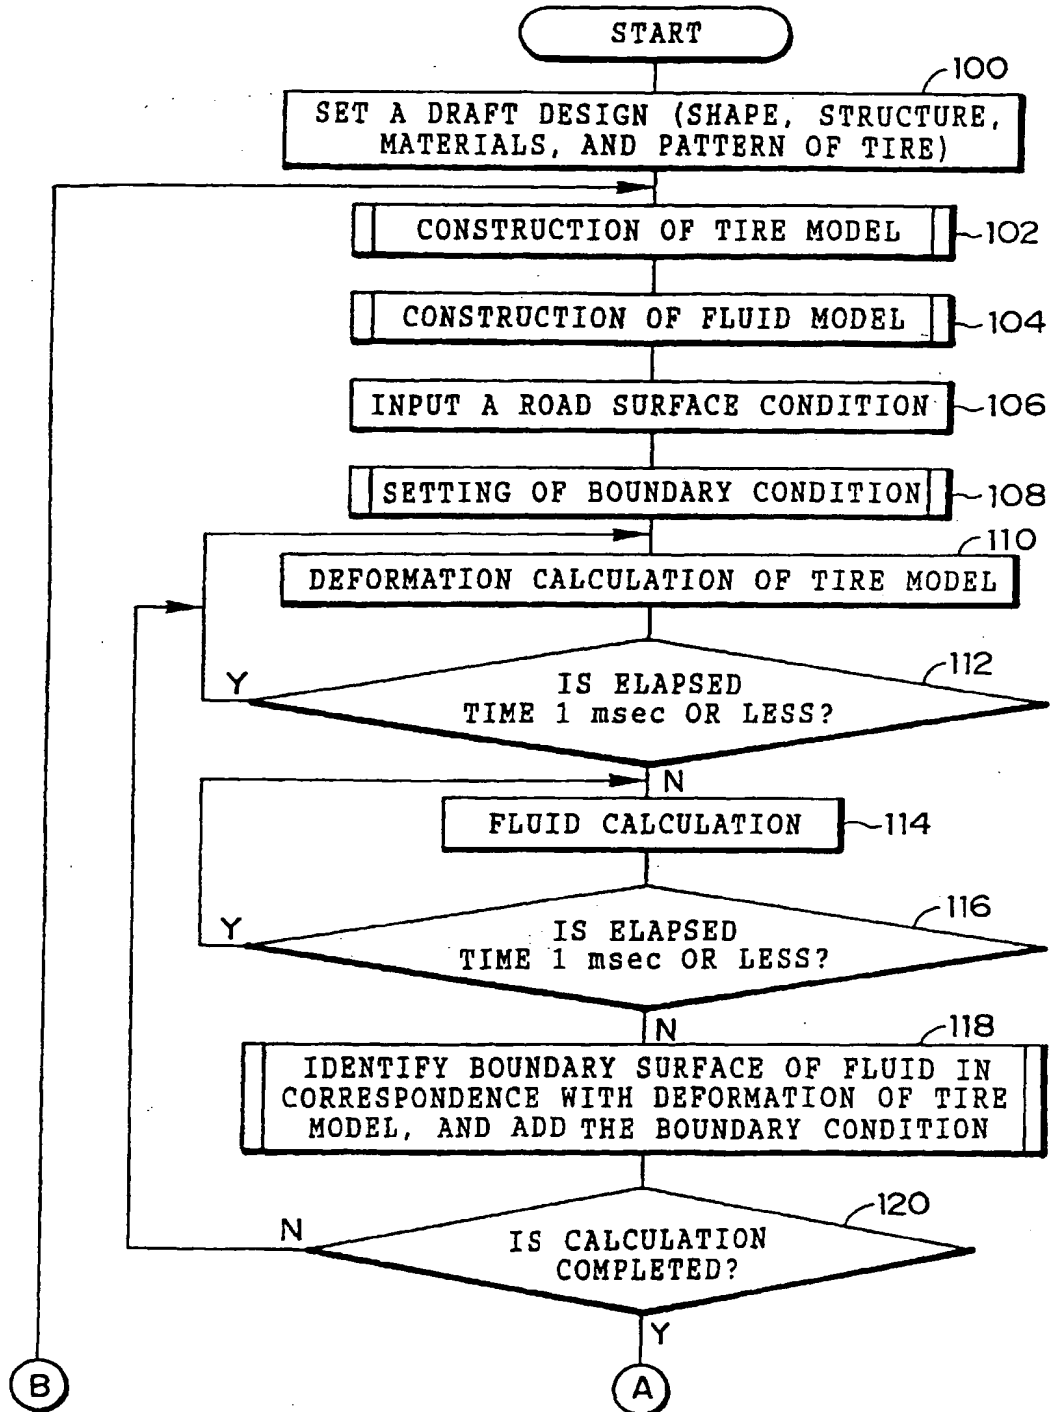 START
100
SET A DRAFT DESIGN (SHAPE, STRUCTURE,
MATERIALS, AND PATTERN OF TIRE)
CONSTRUCTION OF TIRE MODEL
102
CONSTRUCTION OF FLUID MODEL
104
INPUT A ROAD SURFACE CONDITION
106
SETTING OF BOUNDARY CONDITION
108
110
DEFORMATION CALCULATION OF TIRE MODEL
112
Y
IS ELAPSED
TIME 1 msec OR LESS?
N
FLUID CALCULATION
114
116
Y
IS ELAPSED
TIME 1 msec OR LESS?
N
118
IDENTIFY BOUNDARY SURFACE OF FLUID IN
CORRESPONDENCE WITH DEFORMATION OF TIRE
MODEL, AND ADD THE BOUNDARY CONDITION
120
N
IS CALCULATION
COMPLETED?
Y
B
A